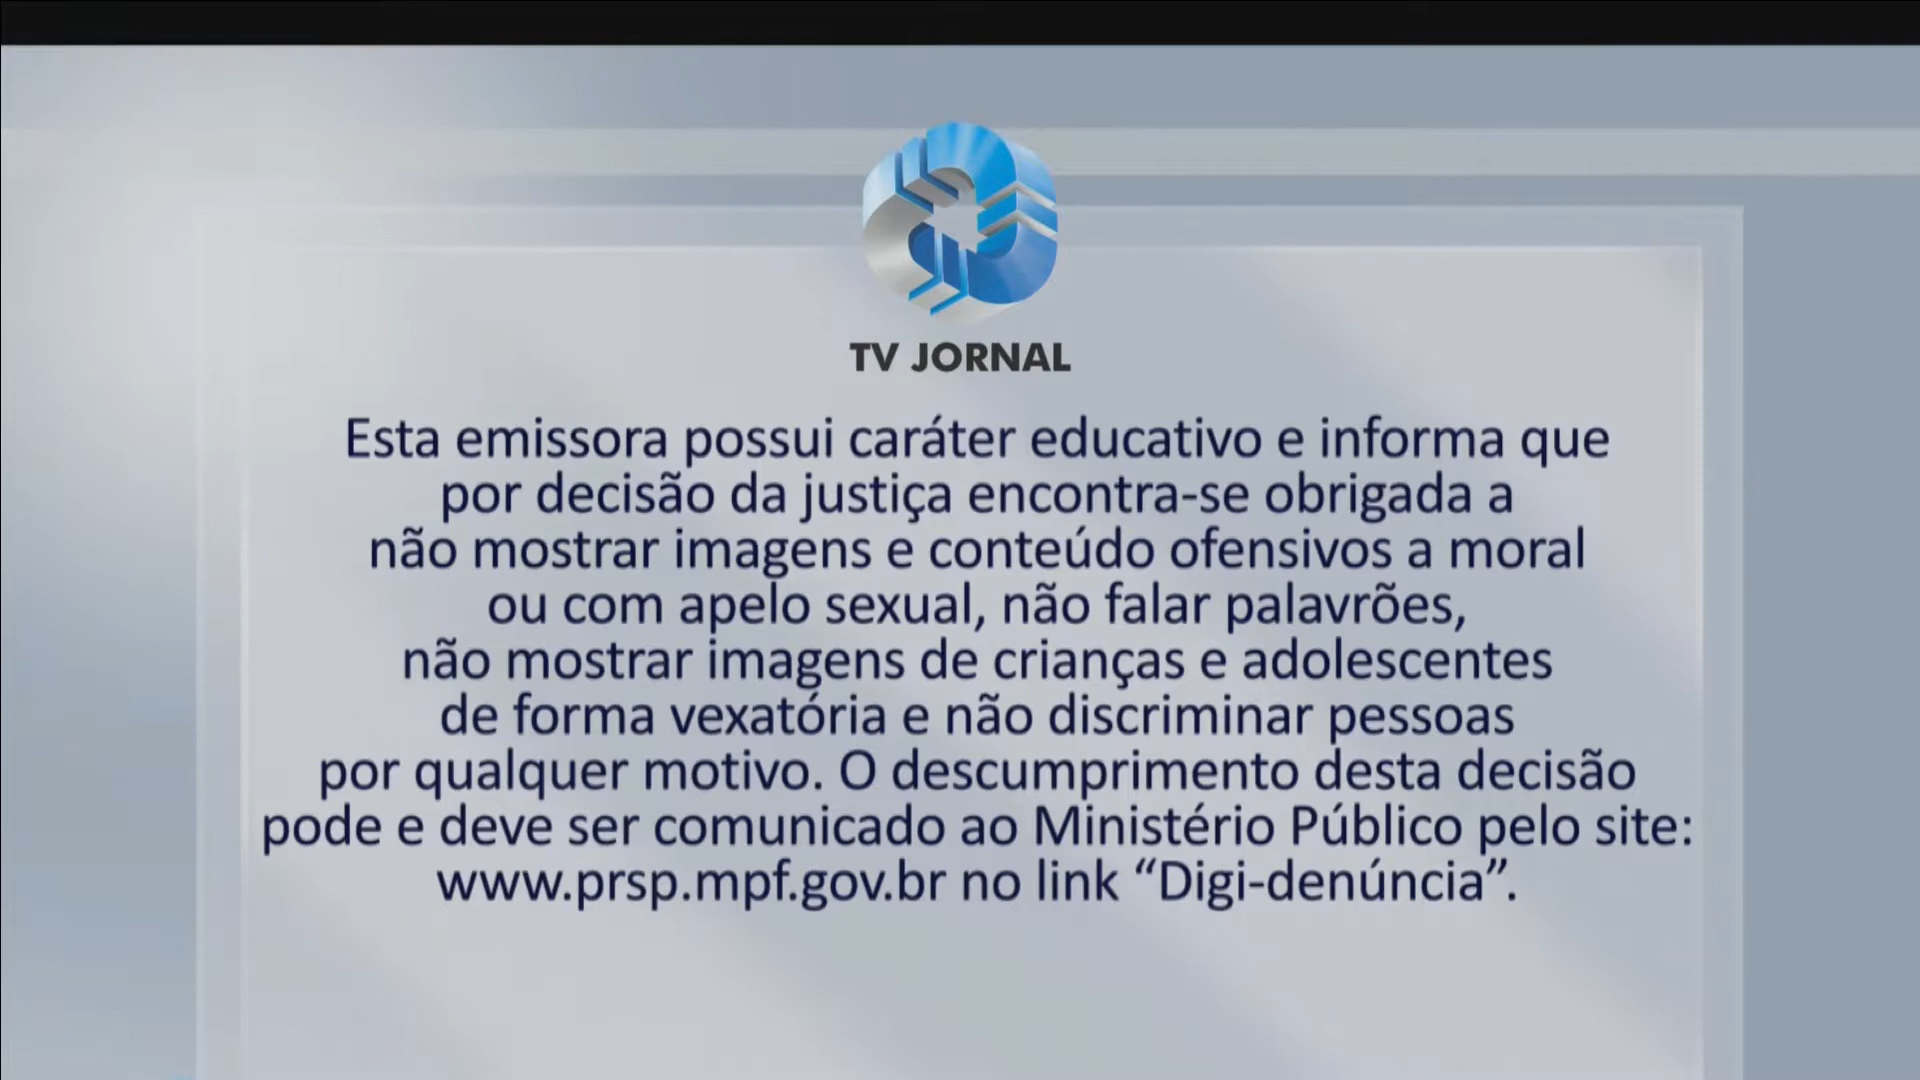 TV JORNAL
Esta emissora possui caráter educativo e informa que
por decisão da justiça encontra-se obrigada a
não mostrar imagens e conteúdo ofensivos a moral
ou com apelo sexual, não falar palavrões,
não mostrar imagens de crianças e adolescentes
de forma vexatória e não discriminar pessoas
por qualquer motivo. O descumprimento desta decisão
pode e deve ser comunicado ao Ministério Público pelo site:
www.prsp.mpf.gov.br no link “Digi-denúncia”.